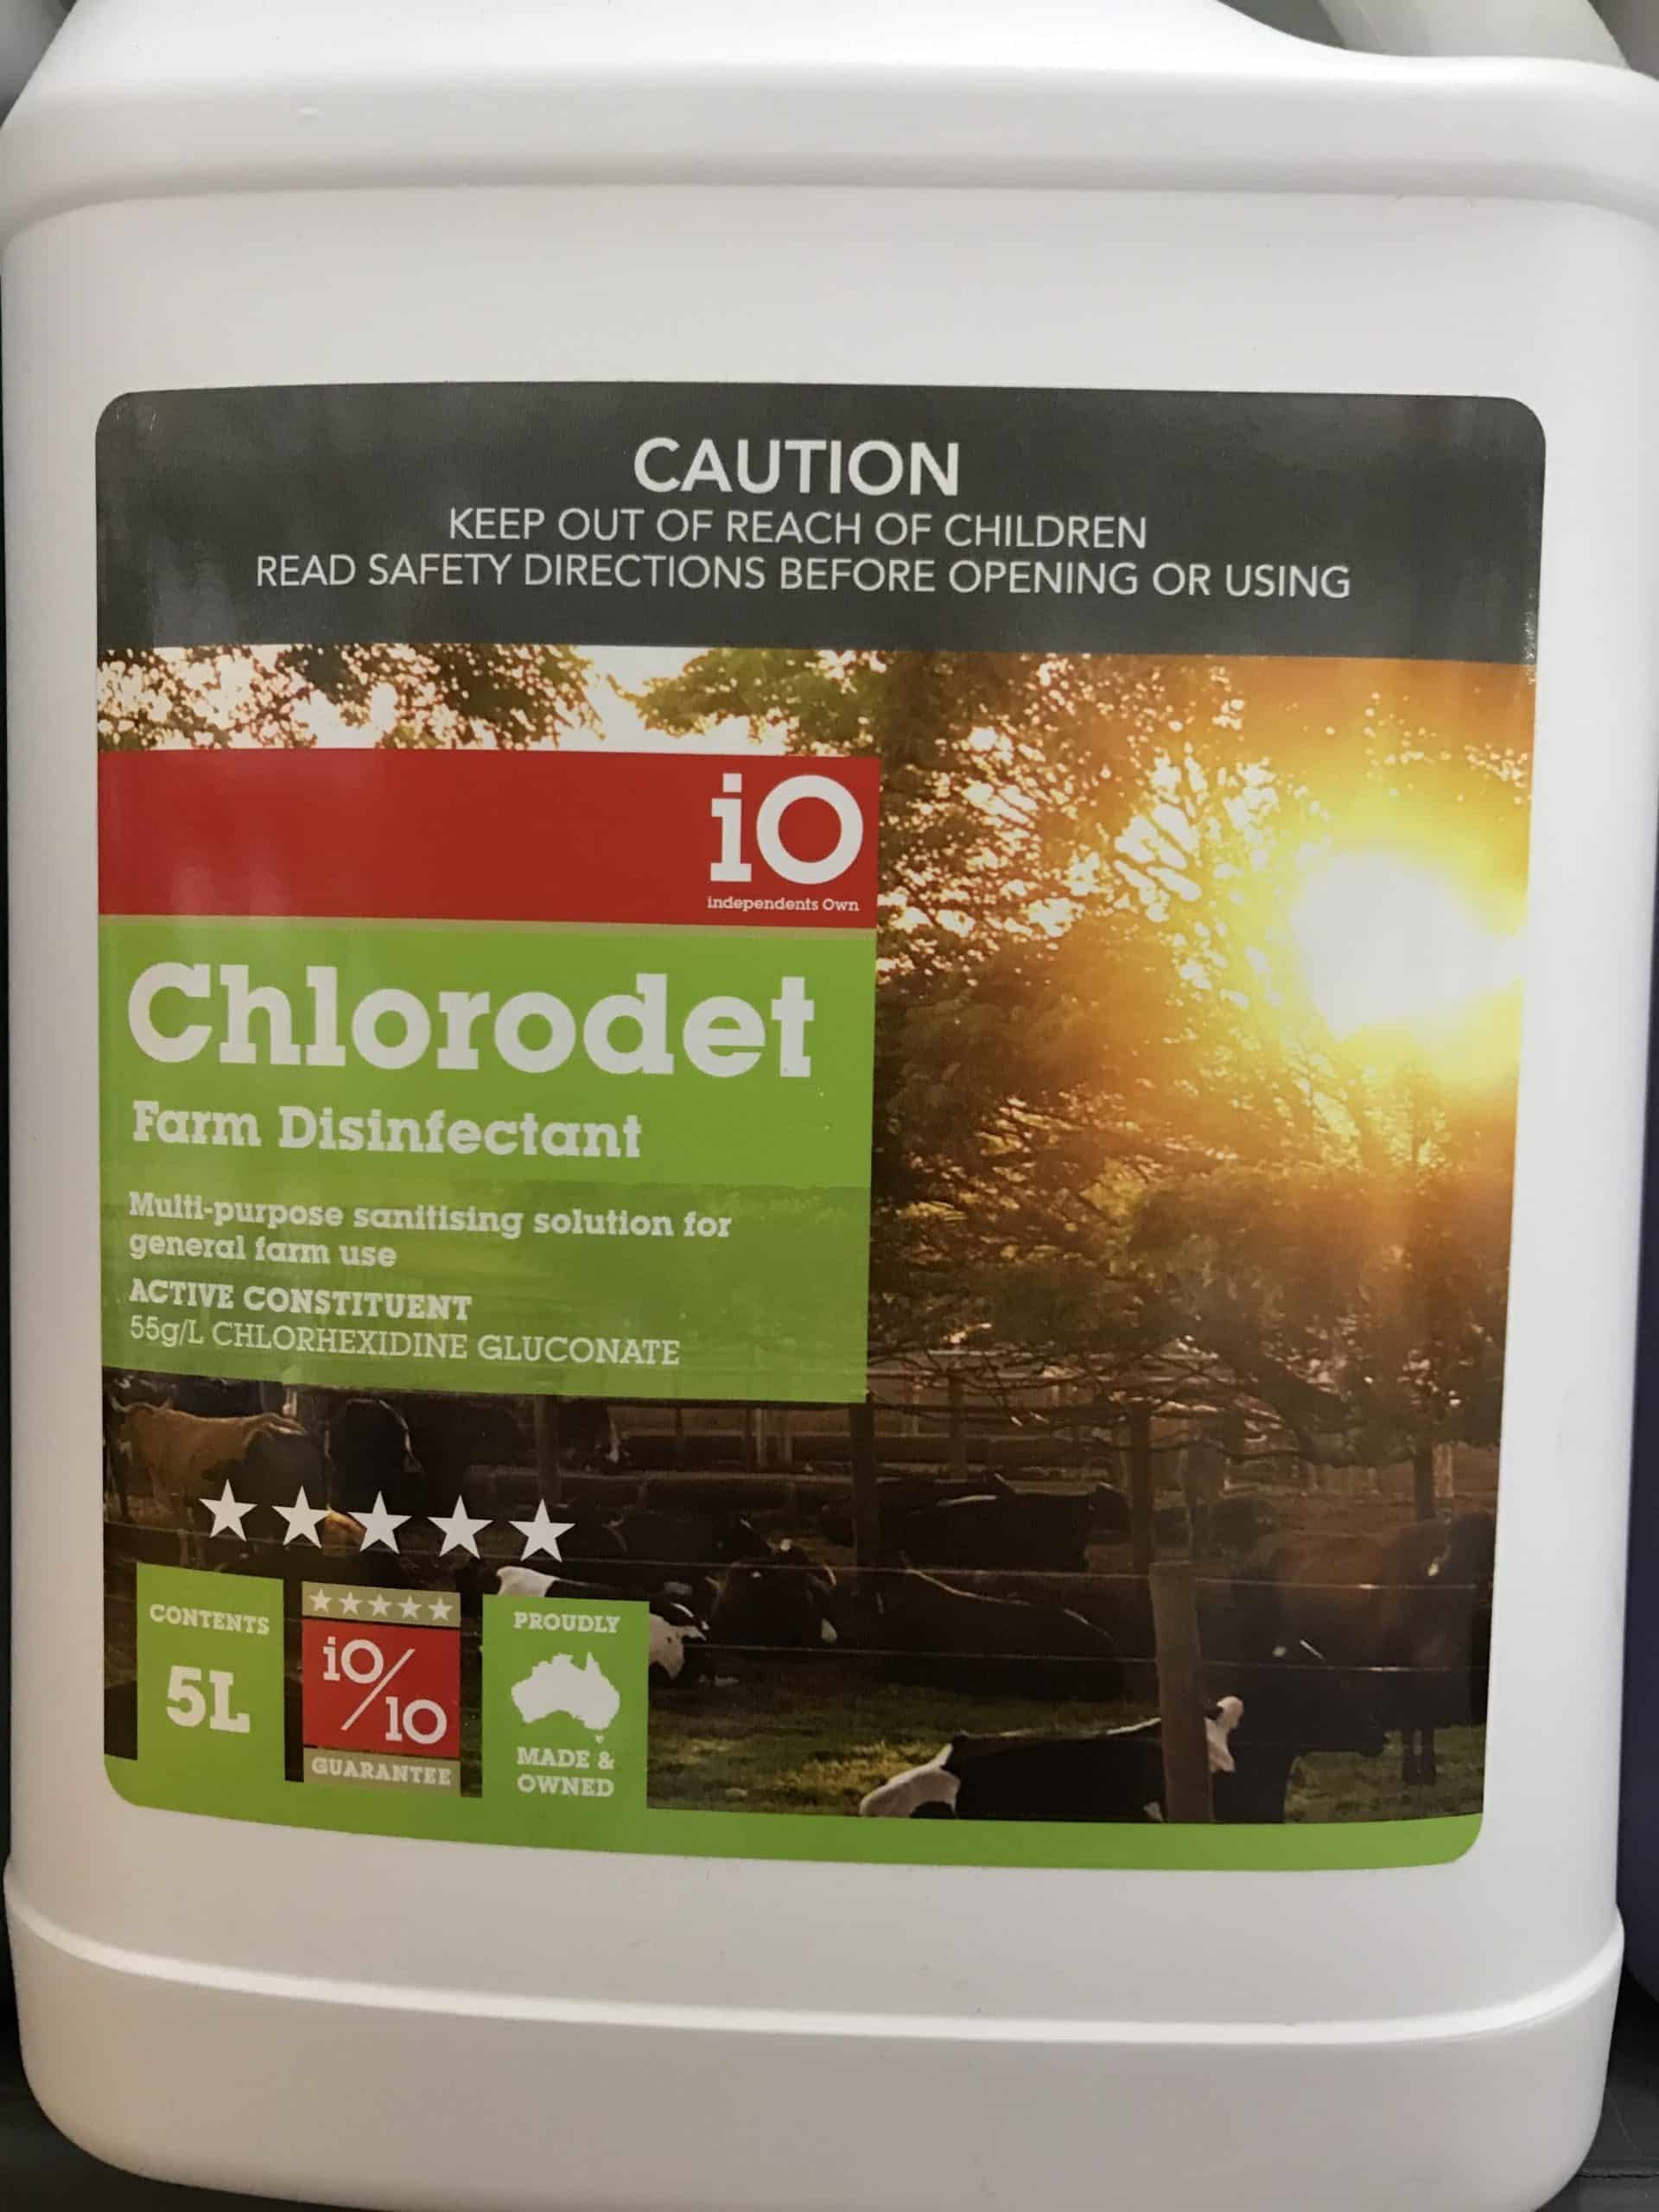 CAUTION
KEEP OUT OF REACH OF CHILDREN
READ SAFETY DIRECTIONS BEFORE OPENING OR USING
iO
independents Own
Chlorodet
Farm Disinfectant
Multi-purpose sanitising solution for
general farm use
ACTIVE CONSTITUENT
55g/L CHLORHEXIDINE GLUCONATE
CONTENTS
5L
iO/10
GUARANTEE
PROUDLY
MADE &
OWNED